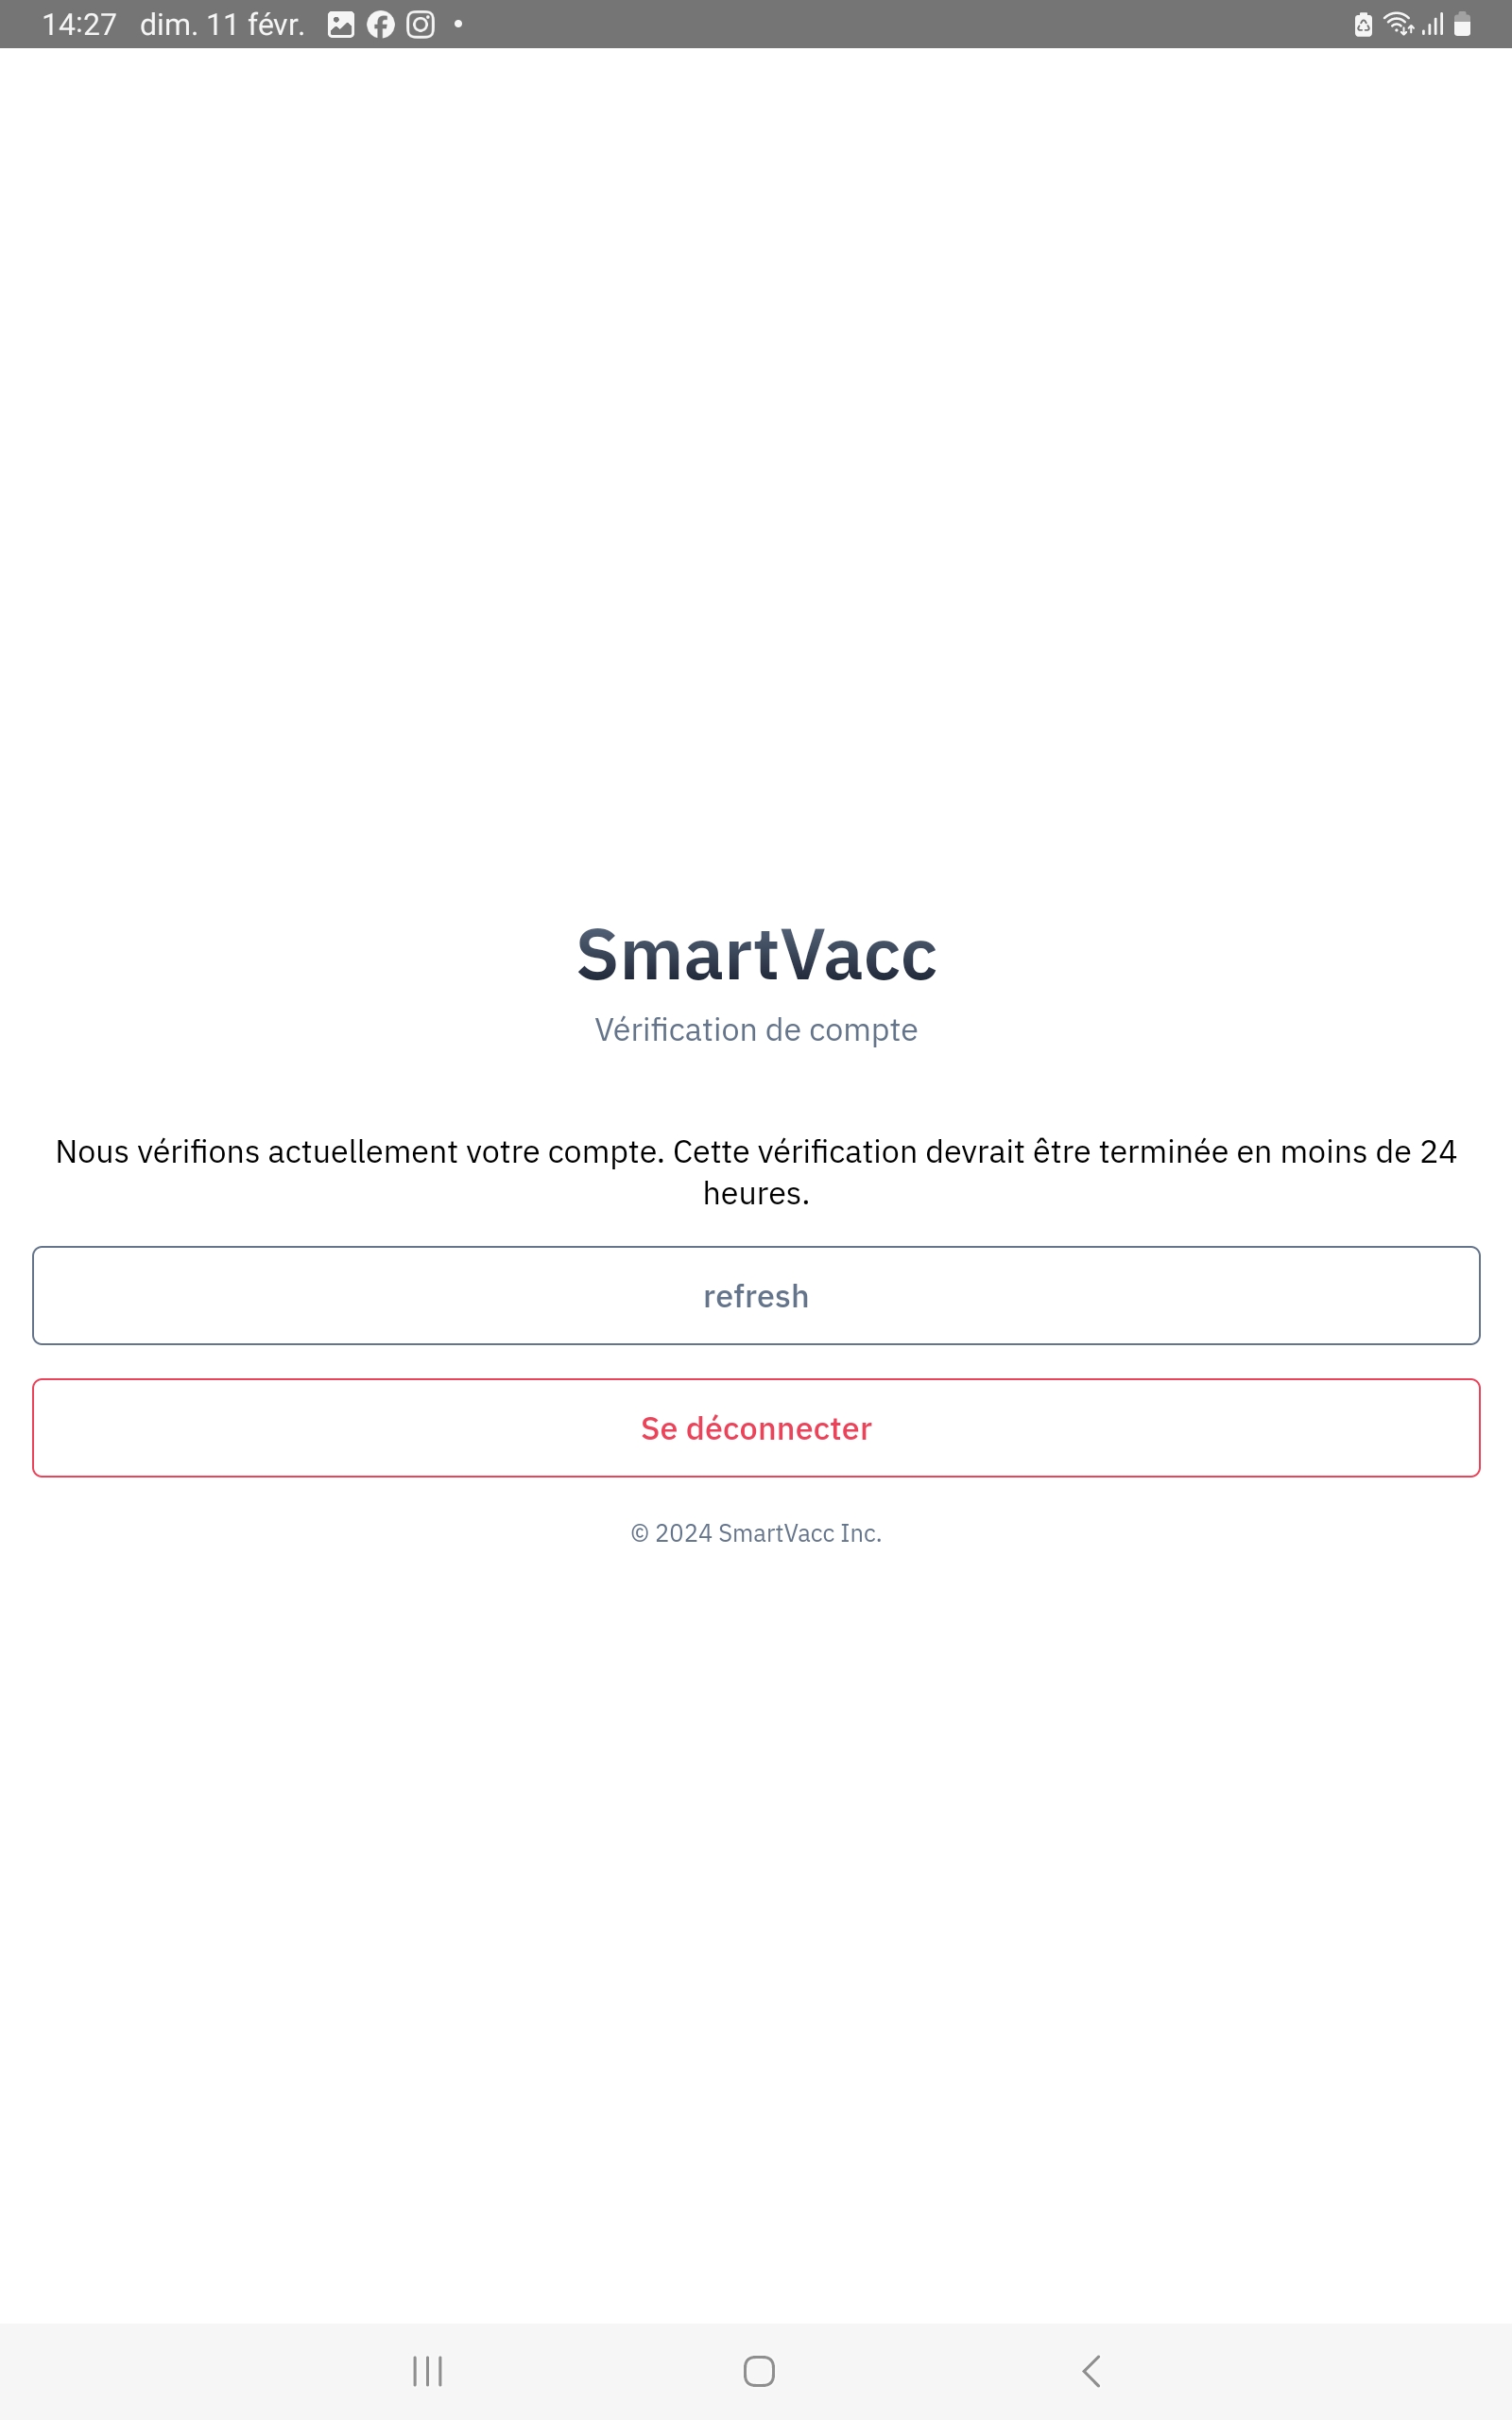 14:27 dim. 11 févr.
SmartVacc
Vérification de compte
Nous vérifions actuellement votre compte. Cette vérification devrait être terminée en moins de 24
heures.
refresh
Se déconnecter
© 2024 SmartVacc Inc.